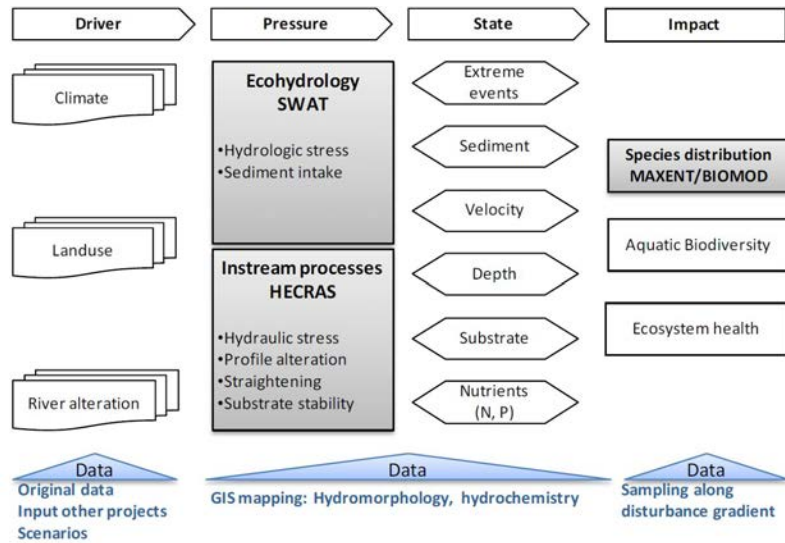 Driver
Pressure
State
Impact
Climate
Landuse
River alteration
Ecohydrology
SWAT
•Hydrologic stress
•Sediment intake
Instream processes
HECRAS
•Hydraulic stress
•Profile alteration
•Straightening
•Substrate stability
Extreme
events
Sediment
Velocity
Depth
Substrate
Nutrients
(N, P)
Species distribution
MAXENT/BIOMOD
Aquatic Biodiversity
Ecosystem health
Data
Original data
Input other projects
Scenarios
Data
GIS mapping: Hydromorphology, hydrochemistry
Data
Sampling along
disturbance gradient